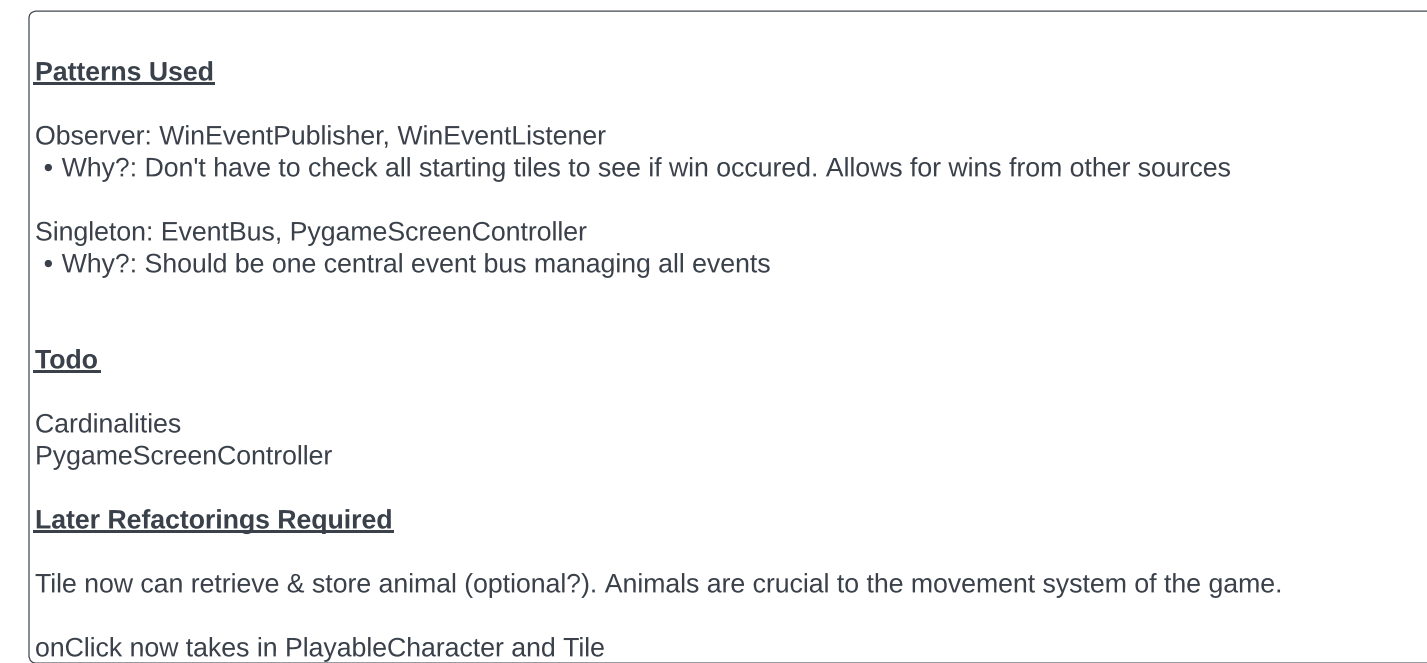 Patterns Used
Observer: WinEventPublisher, WinEventListener
• Why?: Don't have to check all starting tiles to see if win occured. Allows for wins from other sources
Singleton: EventBus, PygameScreenController
• Why?: Should be one central event bus managing all events
Todo
Cardinalities
PygameScreenController
Later Refactorings Required
Tile now can retrieve & store animal (optional?). Animals are crucial to the movement system of the game.
onClick now takes in PlayableCharacter and Tile